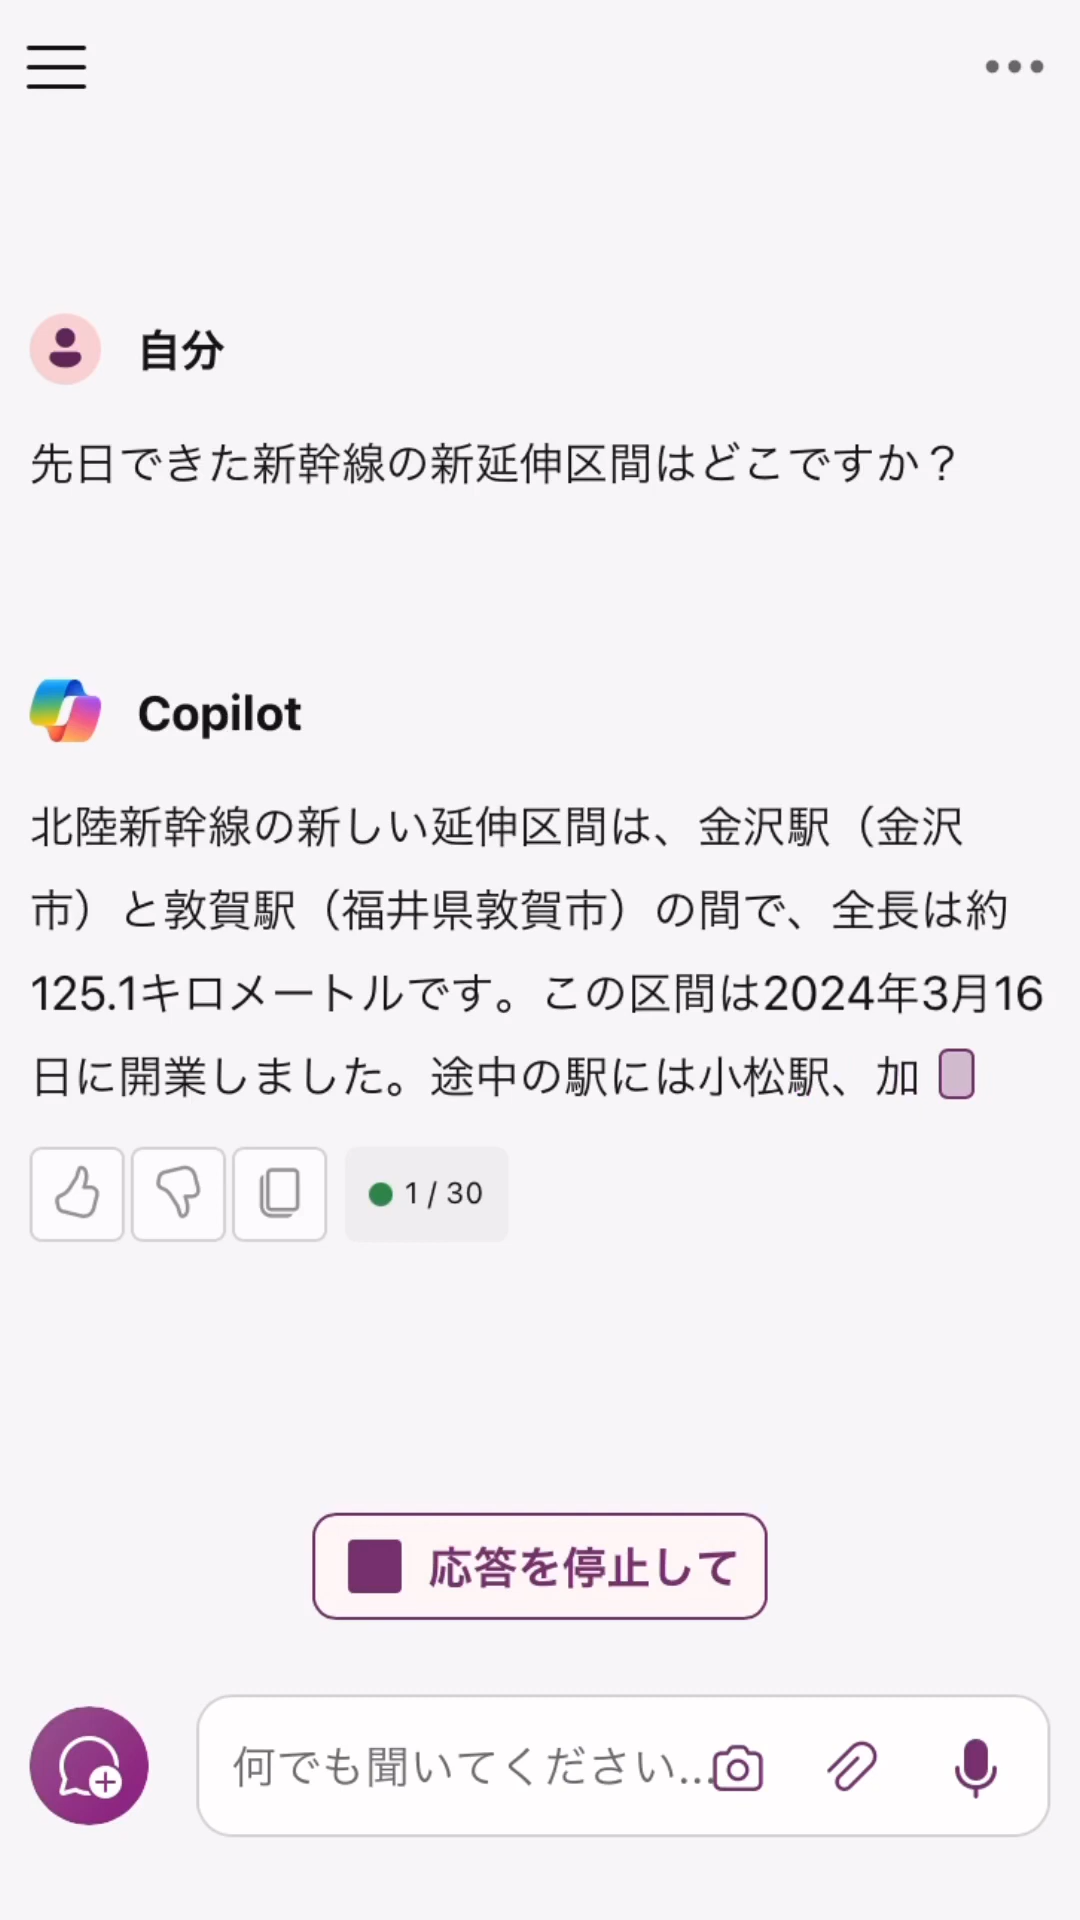 自分
先日できた新幹線の新延伸区間はどこですか？
Copilot
北陸新幹線の新しい延伸区間は、金沢駅（金沢
市）と敦賀駅（福井県敦賀市）の間で、全長は約
125.1キロメートルです。この区間は2024年3月16
日に開業しました。途中の駅には小松駅、加
1 / 30
応答を停止して
何でも聞いてください...